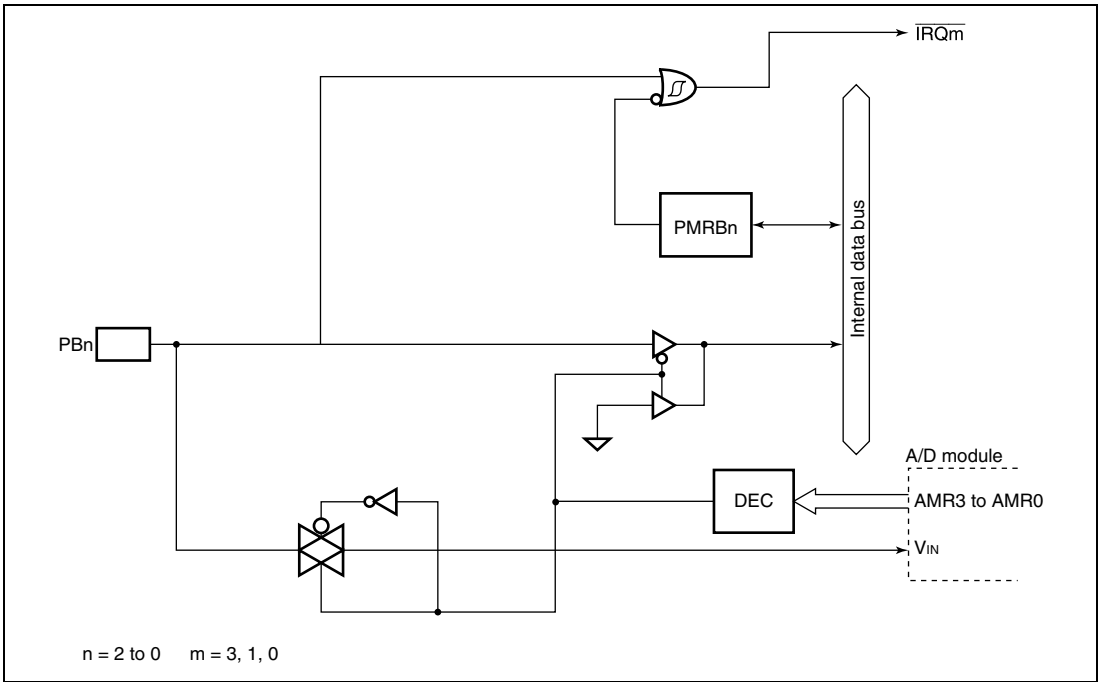 IRQm
PMRBn
Internal data bus
PBn
A/D module
DEC
AMR3 to AMR0
VIN
n = 2 to 0 m = 3, 1, 0